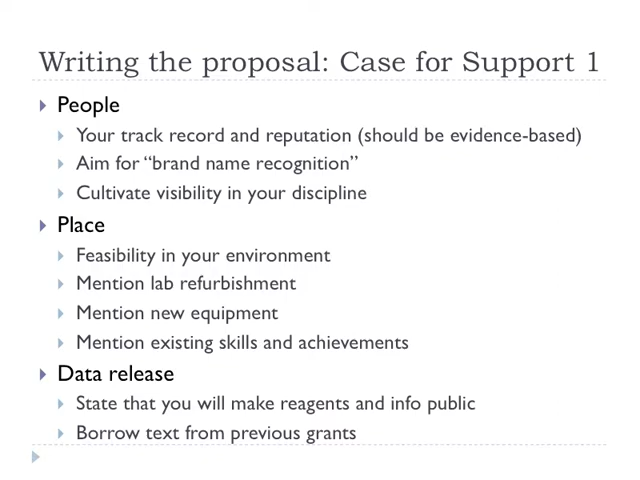 Writing the proposal: Case for Support 1
People
Your track record and reputation (should be evidence-based)
Aim for “brand name recognition”
Cultivate visibility in your discipline
Place
Feasibility in your environment
Mention lab refurbishment
Mention new equipment
Mention existing skills and achievements
Data release
State that you will make reagents and info public
Borrow text from previous grants